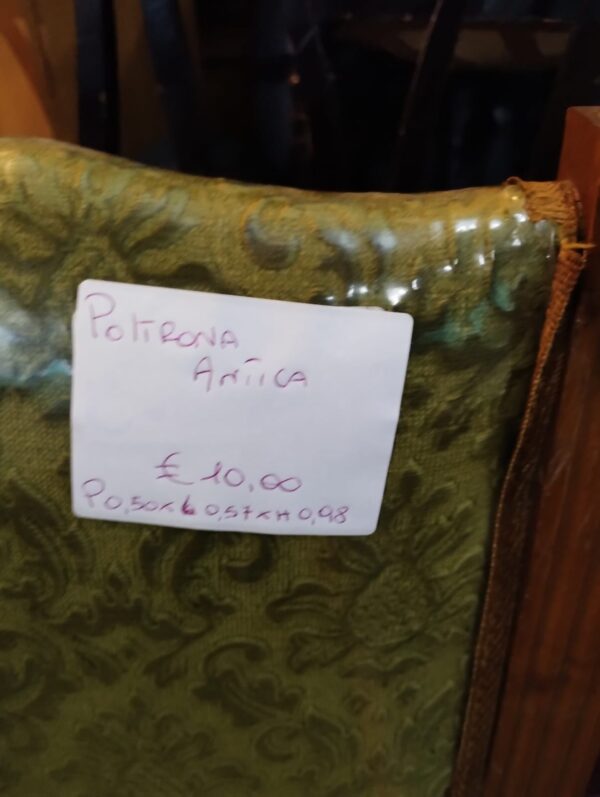 POLTRONA
ANTICA
£ 10,00
P 0,50 x L 0,57 x H 0,98